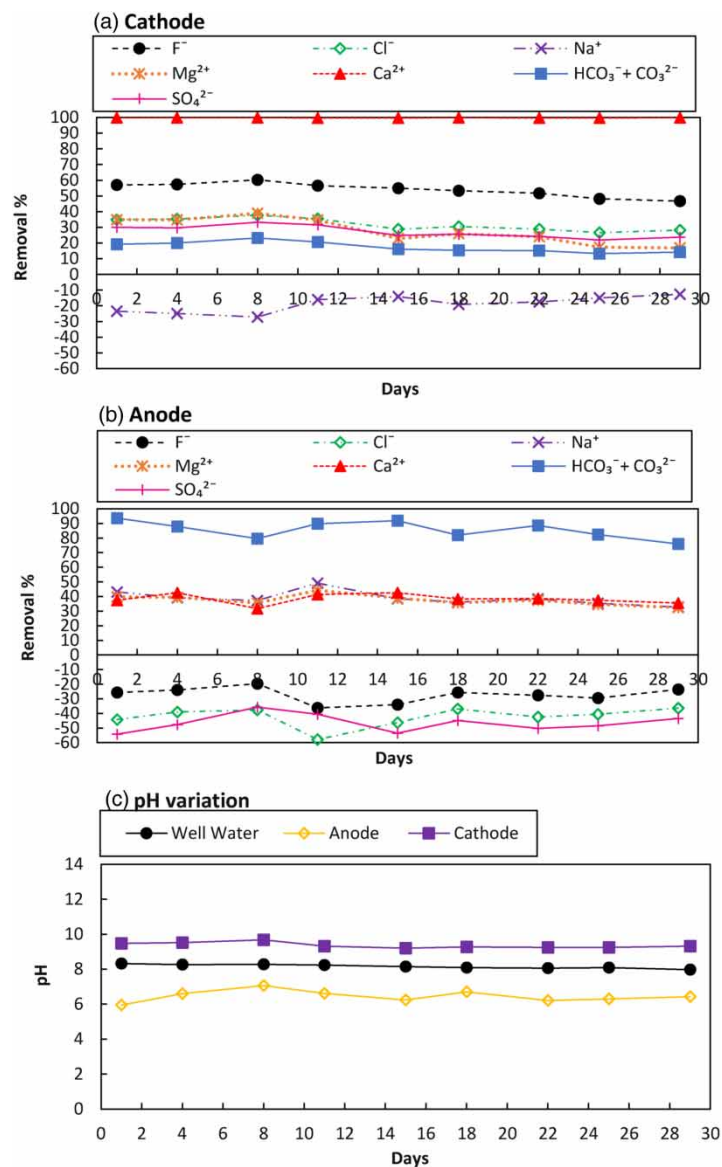 (a) Cathode
F⁻ Cl⁻ Na⁺
Mg²⁺ Ca²⁺ HCO₃⁻+ CO₃²⁻
SO₄²⁻
100
90
80
70
60
50
40
30
20
10
0
-10
-20
-30
-40
-50
-60
Removal %
0 2 4 6 8 10 12 14 16 18 20 22 24 26 28 30
Days
(b) Anode
F⁻ Cl⁻ Na⁺
Mg²⁺ Ca²⁺ HCO₃⁻+ CO₃²⁻
SO₄²⁻
100
90
80
70
60
50
40
30
20
10
0
-10
-20
-30
-40
-50
-60
Removal %
0 2 4 6 8 10 12 14 16 18 20 22 24 26 28 30
Days
(c) pH variation
Well Water Anode Cathode
14
12
10
8
6
4
2
0
pH
0 2 4 6 8 10 12 14 16 18 20 22 24 26 28 30
Days